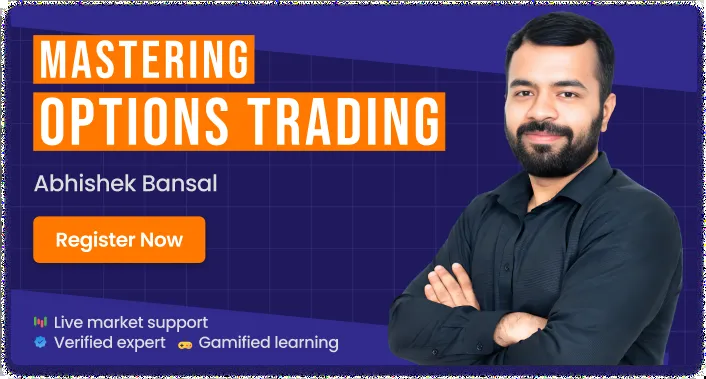 MASTERING
OPTIONS TRADING
Abhishek Bansal
Register Now
Live market support
Verified expert Gamified learning